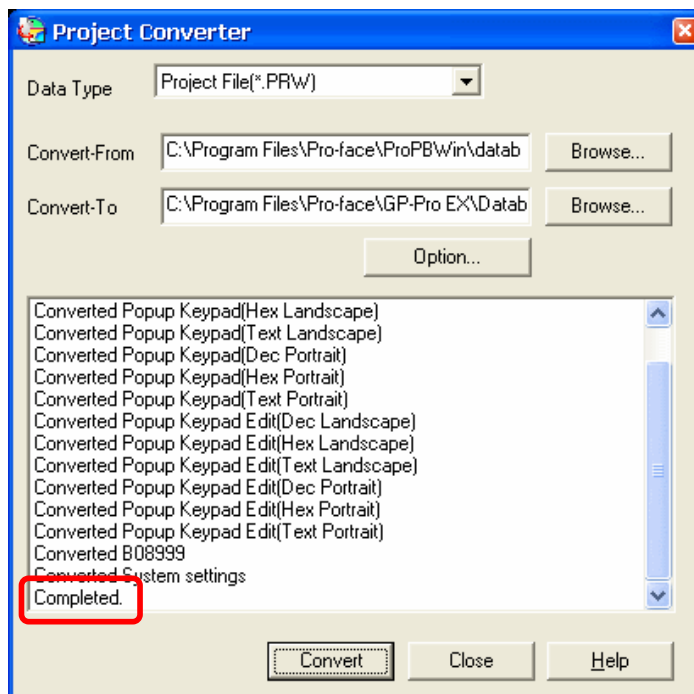 Project Converter
Data Type
Project File(*.PRW)
Convert-From
C:\Program Files\Pro-face\ProPBWin\datab
Browse...
Convert-To
C:\Program Files\Pro-face\GP-Pro EX\Datab
Browse...
Option...
Converted Popup Keypad(Hex Landscape)
Converted Popup Keypad(Text Landscape)
Converted Popup Keypad(Dec Portrait)
Converted Popup Keypad(Hex Portrait)
Converted Popup Keypad(Text Portrait)
Converted Popup Keypad Edit(Dec Landscape)
Converted Popup Keypad Edit(Hex Landscape)
Converted Popup Keypad Edit(Text Landscape)
Converted Popup Keypad Edit(Dec Portrait)
Converted Popup Keypad Edit(Hex Portrait)
Converted Popup Keypad Edit(Text Portrait)
Converted B08999
Converted System settings
Completed.
Convert
Close
Help